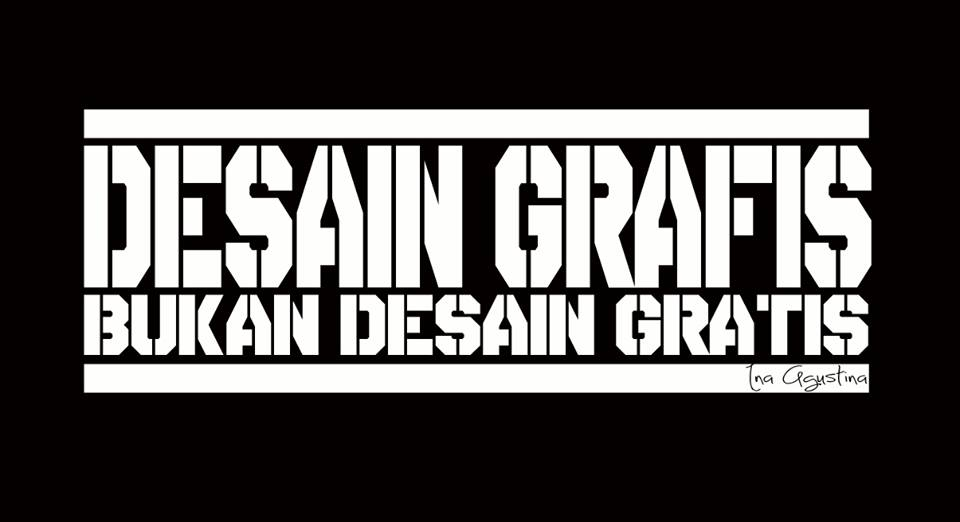 DESAIN GRAFIS
BUKAN DESAIN GRATIS
Ina Agustina